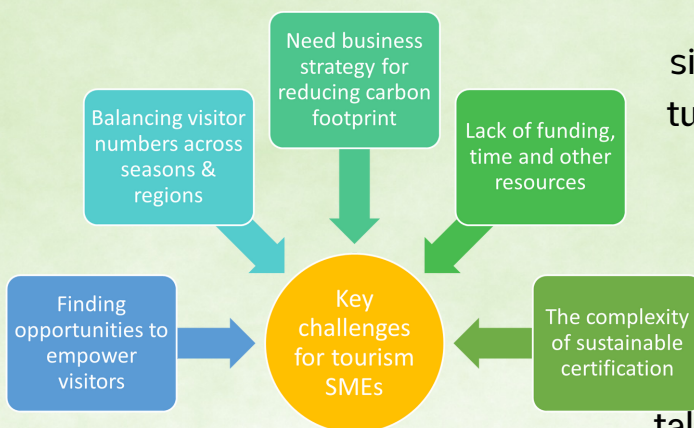 Need business
strategy for
reducing carbon
footprint
Balancing visitor
numbers across
seasons &
regions
Lack of funding,
time and other
resources
Finding
opportunities to
empower
visitors
Key
challenges
for tourism
SMEs
The complexity
of sustainable
certification